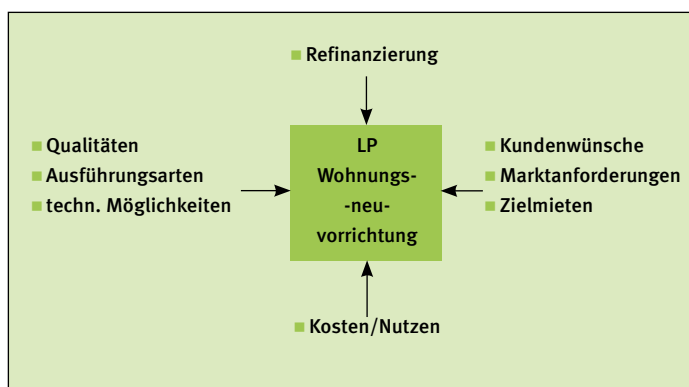 Refinanzierung
Qualitäten
Ausführungsarten
techn. Möglichkeiten
LP
Wohnungs-
-neu-
vorrichtung
Kundenwünsche
Marktanforderungen
Zielmieten
Kosten/Nutzen